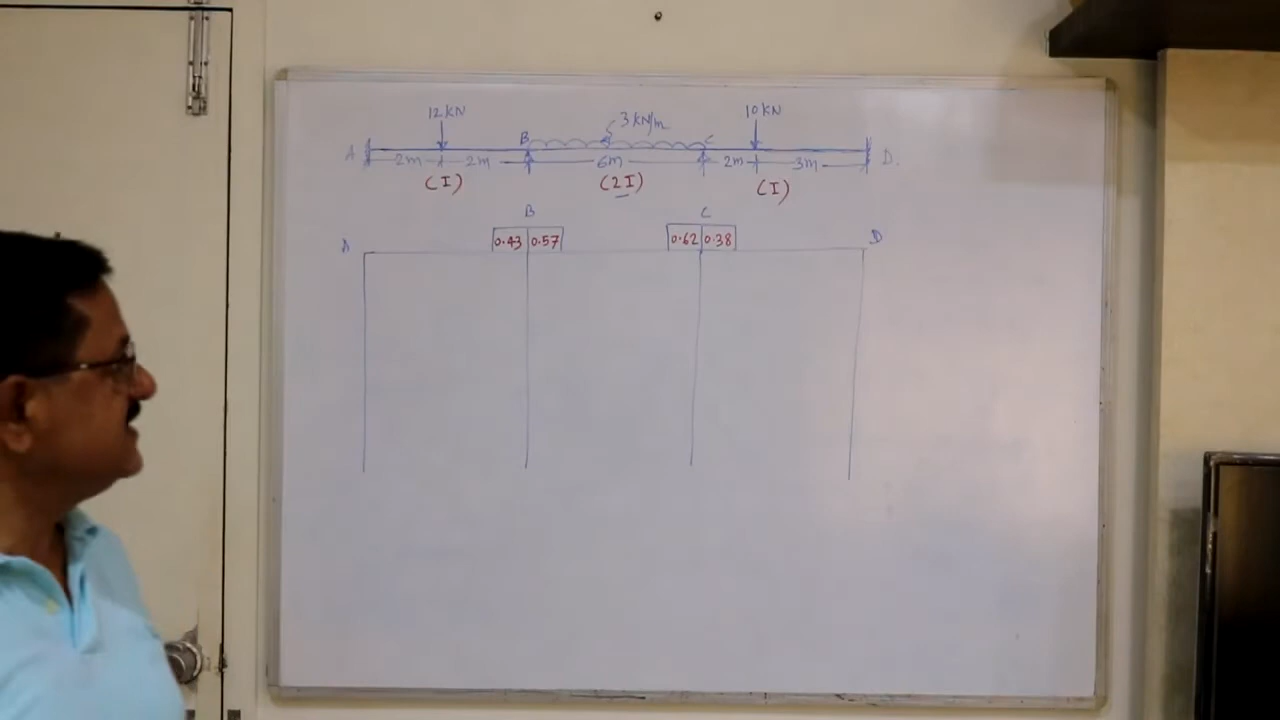 12 kN 3 kN/m 10 kN
A B C D.
2m 2m 6m 2m 3m
(I) (2I) (I)
B C
A 0.43 0.57 0.62 0.38 D